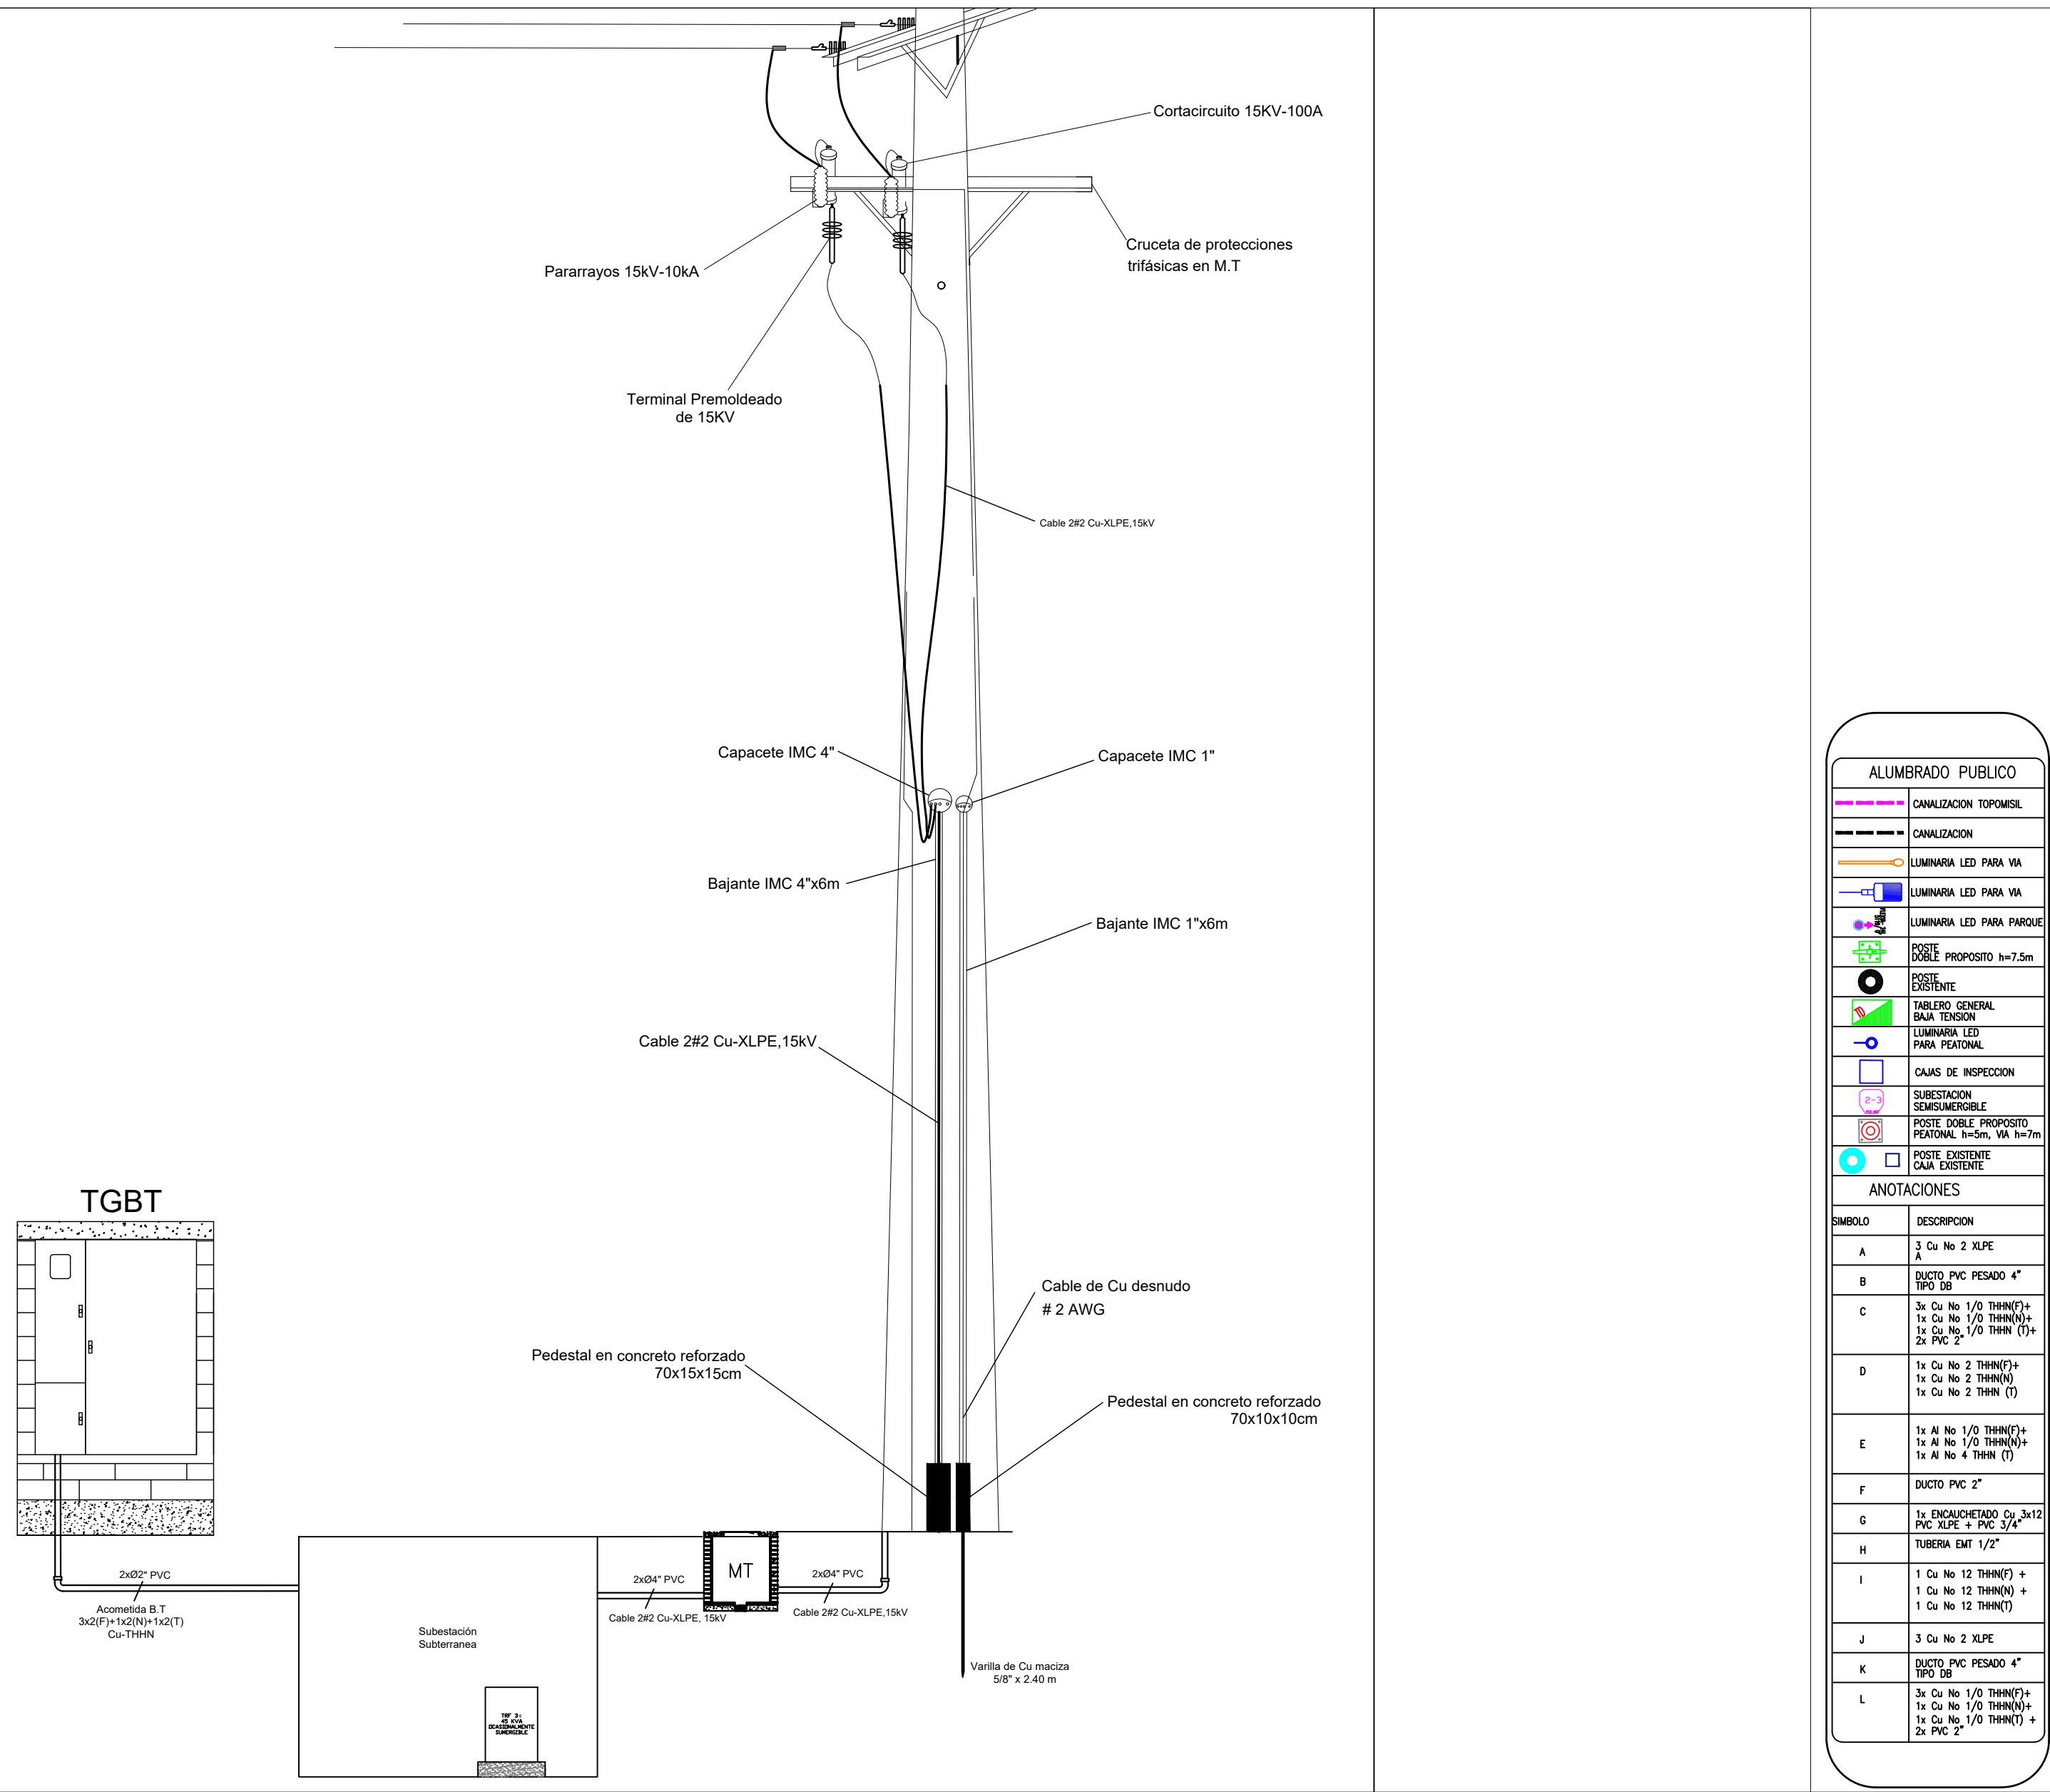 Cortacircuito 15KV-100A
Cruceta de protecciones
trifásicas en M.T
Pararrayos 15kV-10kA
Terminal Premoldeado
de 15KV
Cable 2#2 Cu-XLPE,15kV
Capacete IMC 4"
Capacete IMC 1"
Bajante IMC 4"x6m
Bajante IMC 1"x6m
Cable 2#2 Cu-XLPE,15kV
Cable de Cu desnudo
# 2 AWG
Pedestal en concreto reforzado
70x15x15cm
Pedestal en concreto reforzado
70x10x10cm
TGBT
2xØ2" PVC
Acometida B.T
3x2(F)+1x2(N)+1x2(T)
Cu-THHN
Subestación
Subterranea
TRF 3
45 KVA
OCASIONALMENTE
SUMERGIBLE
2xØ4" PVC
Cable 2#2 Cu-XLPE, 15kV
MT
2xØ4" PVC
Cable 2#2 Cu-XLPE,15kV
Varilla de Cu maciza
5/8" x 2.40 m
ALUMBRADO PUBLICO
CANALIZACION TOPOMISIL
CANALIZACION
LUMINARIA LED PARA VIA
LUMINARIA LED PARA VIA
LUMINARIA LED PARA PARQUE
POSTE
DOBLE PROPOSITO h=7.5m
POSTE
EXISTENTE
TABLERO GENERAL
BAJA TENSION
LUMINARIA LED
PARA PEATONAL
CAJAS DE INSPECCION
2-3
SUBESTACION
SEMISUMERGIBLE
POSTE DOBLE PROPOSITO
PEATONAL h=5m, VIA h=7m
POSTE EXISTENTE
CAJA EXISTENTE
ANOTACIONES
SIMBOLO DESCRIPCION
A 3 Cu No 2 XLPE
A
B DUCTO PVC PESADO 4"
TIPO DB
C 3x Cu No 1/0 THHN(F)+
1x Cu No 1/0 THHN(N)+
1x Cu No 1/0 THHN (T)+
2x PVC 2"
D 1x Cu No 2 THHN(F)+
1x Cu No 2 THHN(N)
1x Cu No 2 THHN (T)
E 1x Al No 1/0 THHN(F)+
1x Al No 1/0 THHN(N)+
1x Al No 4 THHN (T)
F DUCTO PVC 2"
G 1x ENCAUCHETADO Cu 3x12
PVC XLPE + PVC 3/4"
H TUBERIA EMT 1/2"
I 1 Cu No 12 THHN(F) +
1 Cu No 12 THHN(N) +
1 Cu No 12 THHN(T)
J 3 Cu No 2 XLPE
K DUCTO PVC PESADO 4"
TIPO DB
L 3x Cu No 1/0 THHN(F)+
1x Cu No 1/0 THHN(N)+
1x Cu No 1/0 THHN(T) +
2x PVC 2"